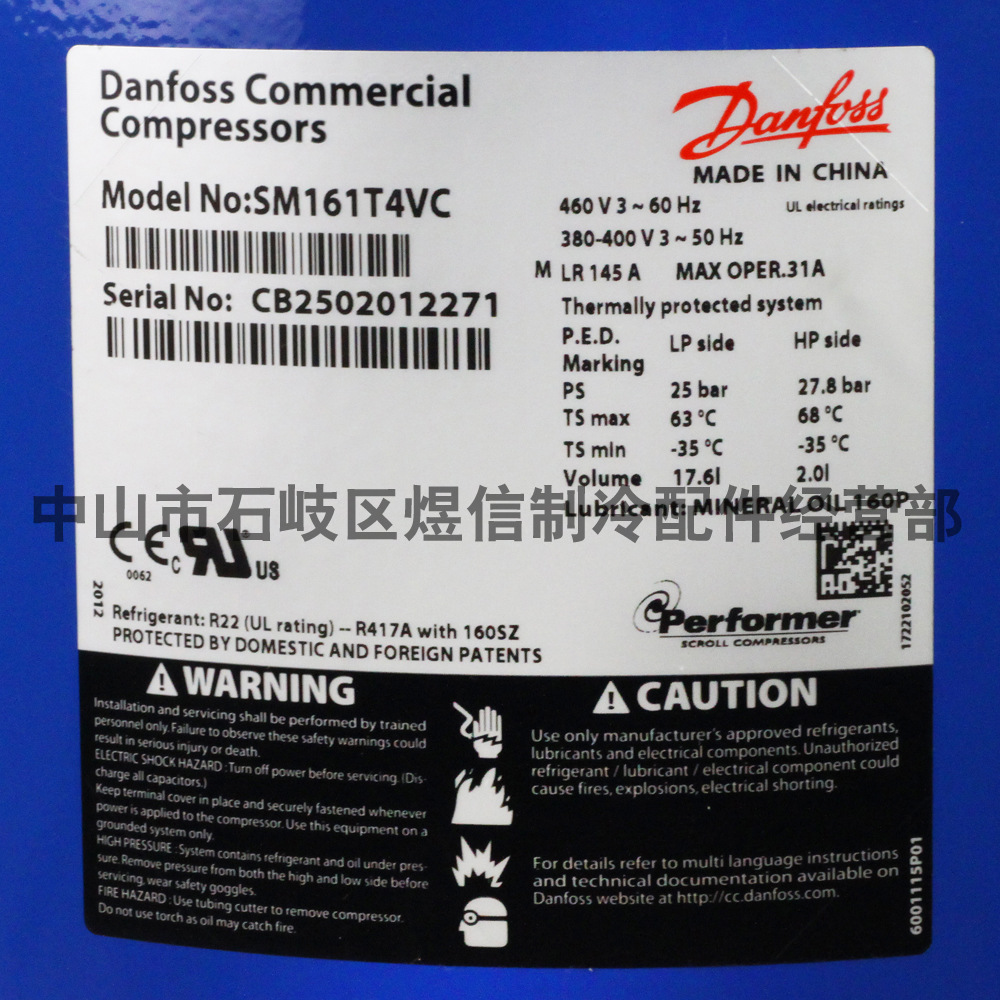 Danfoss Commercial
Compressors
Danfoss
MADE IN CHINA
Model No:SM161T4VC
Serial No: CB2502012271
460 V 3 ~ 60 Hz UL electrical ratings
380-400 V 3 ~ 50 Hz
M LR 145 A MAX OPER.31A
Thermally protected system
P.E.D. LP side HP side
Marking
PS 25 bar 27.8 bar
TS max 63 °C 68 °C
TS min -35 °C -35 °C
Volume 17.6l 2.0l
Lubricant: MINERAL OIL 160P
中山市石岐区煜信制冷配件经营部
CE
0062
c RU ® US
2012
Refrigerant: R22 (UL rating) -- R417A with 160SZ
PROTECTED BY DOMESTIC AND FOREIGN PATENTS
Performer
SCROLL COMPRESSORS
1722102052
WARNING
Installation and servicing shall be performed by trained
personnel only. Failure to observe these safety warnings could
result in serious injury or death.
ELECTRIC SHOCK HAZARD : Turn off power before servicing. (Dis-
charge all capacitors.)
Keep terminal cover in place and securely fastened whenever
power is applied to the compressor. Use this equipment on a
grounded system only.
HIGH PRESSURE : System contains refrigerant and oil under pres-
sure. Remove pressure from both the high and low side before
servicing, wear safety goggles.
FIRE HAZARD : Use tubing cutter to remove compressor.
Do not use torch as oil may catch fire.
CAUTION
Use only manufacturer's approved refrigerants,
lubricants and electrical components. Unauthorized
refrigerant / lubricant / electrical component could
cause fires, explosions, electrical shorting.
For details refer to multi language instructions
and technical documentation available on
Danfoss website at http://cc.danfoss.com.
6001115P01